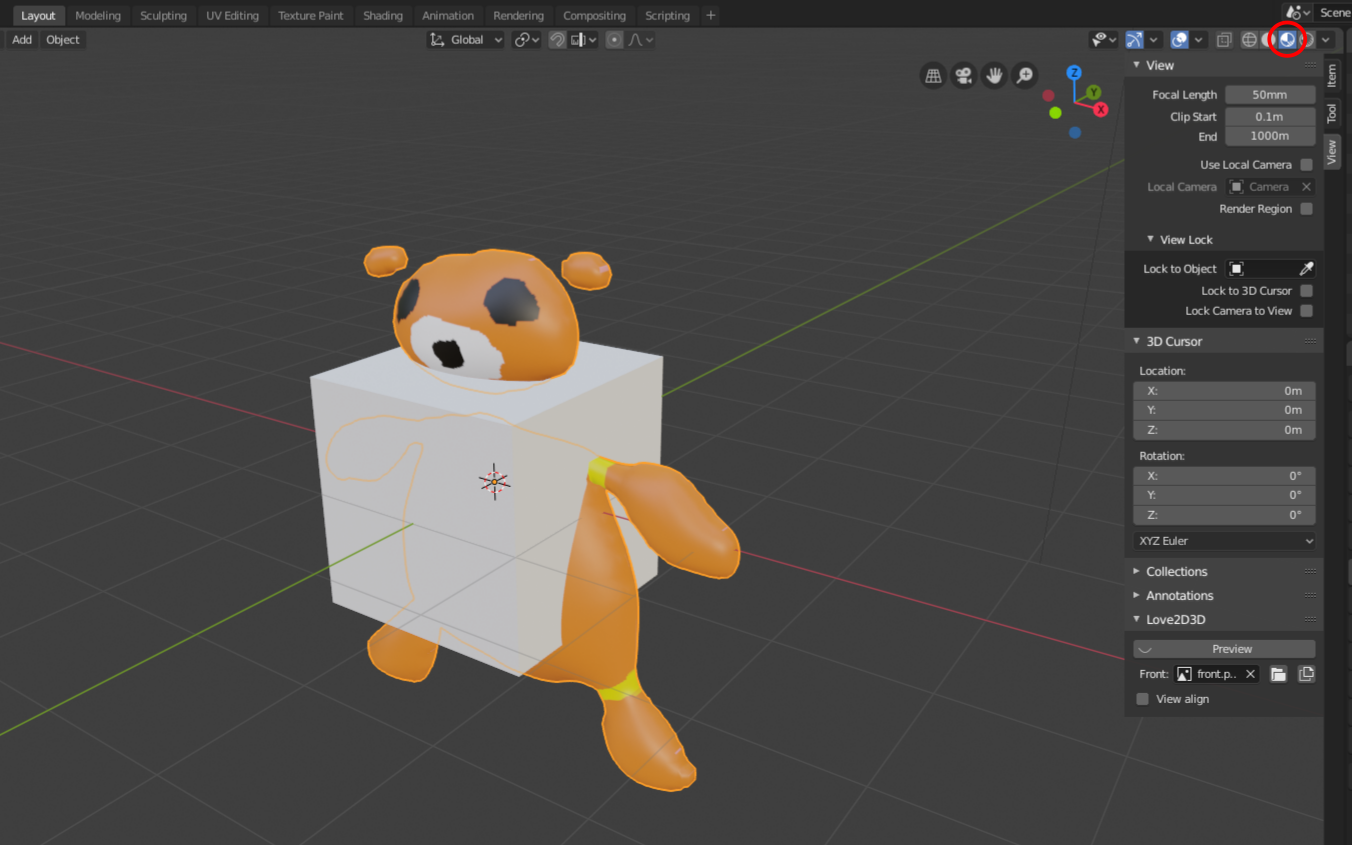 Layout Modeling Sculpting UV Editing Texture Paint Shading Animation Rendering Compositing Scripting + Scene
Add Object Global
Z
Y
X
View
Focal Length 50mm
Clip Start 0.1m
End 1000m
Use Local Camera
Local Camera Camera
Render Region
View Lock
Lock to Object
Lock to 3D Cursor
Lock Camera to View
3D Cursor
Location:
X: 0m
Y: 0m
Z: 0m
Rotation:
X: 0°
Y: 0°
Z: 0°
XYZ Euler
Collections
Annotations
Love2D3D
Preview
Front: front.p..
View align
Item
Tool
View